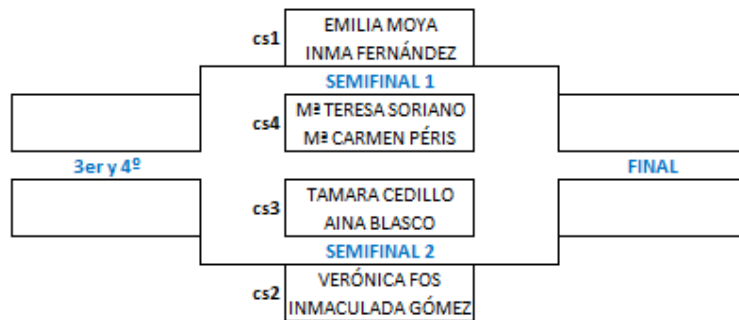 cs1
EMILIA MOYA
INMA FERNÁNDEZ
SEMIFINAL 1
cs4
Mª TERESA SORIANO
Mª CARMEN PÉRIS
3er y 4º
FINAL
cs3
TAMARA CEDILLO
AINA BLASCO
SEMIFINAL 2
cs2
VERÓNICA FOS
INMACULADA GÓMEZ